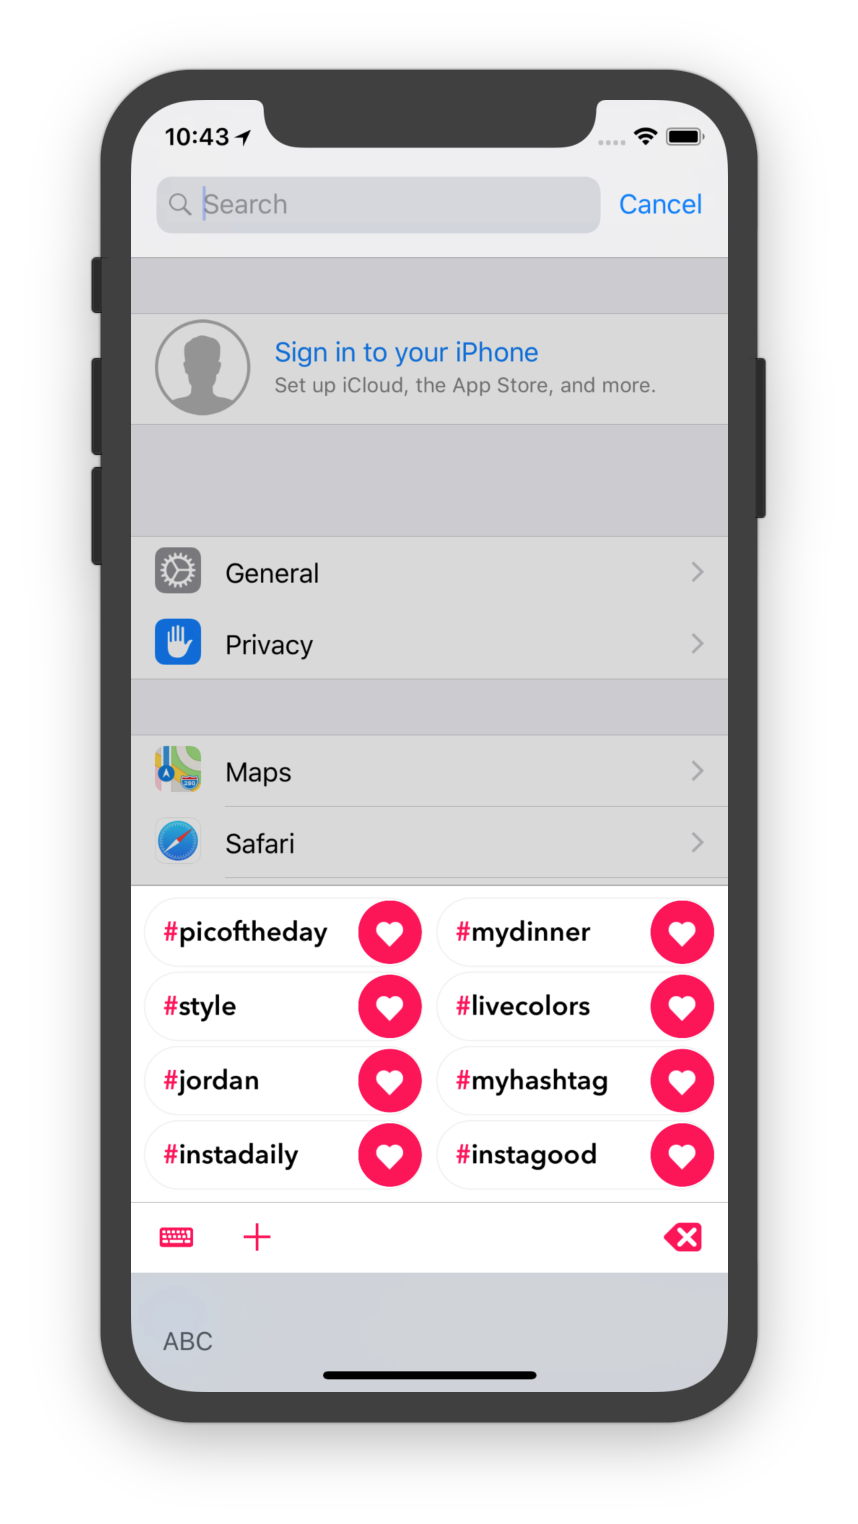 10:43
Search
Cancel
Sign in to your iPhone
Set up iCloud, the App Store, and more.
General
Privacy
Maps
Safari
#picoftheday
#mydinner
#style
#livecolors
#jordan
#myhashtag
#instadaily
#instagood
ABC